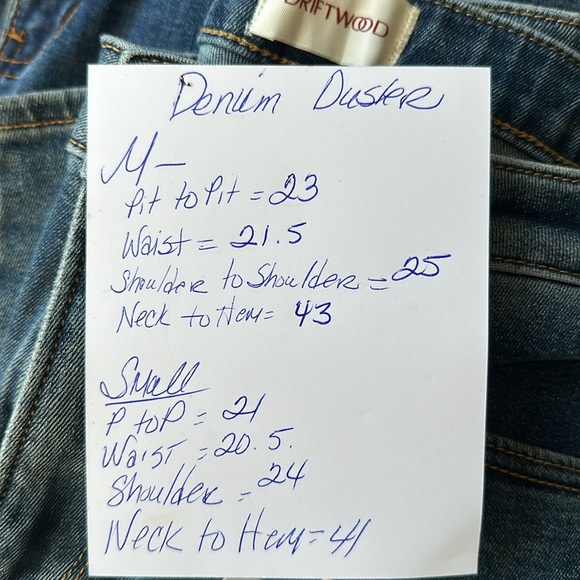 DRIFTWOOD
Denim Duster
M-
Pit to Pit = 23
Waist = 21.5
Shoulder to Shoulder = 25
Neck to Hem = 43
Small
P to P = 21
Waist = 20.5.
Shoulder = 24
Neck to Hem = 41